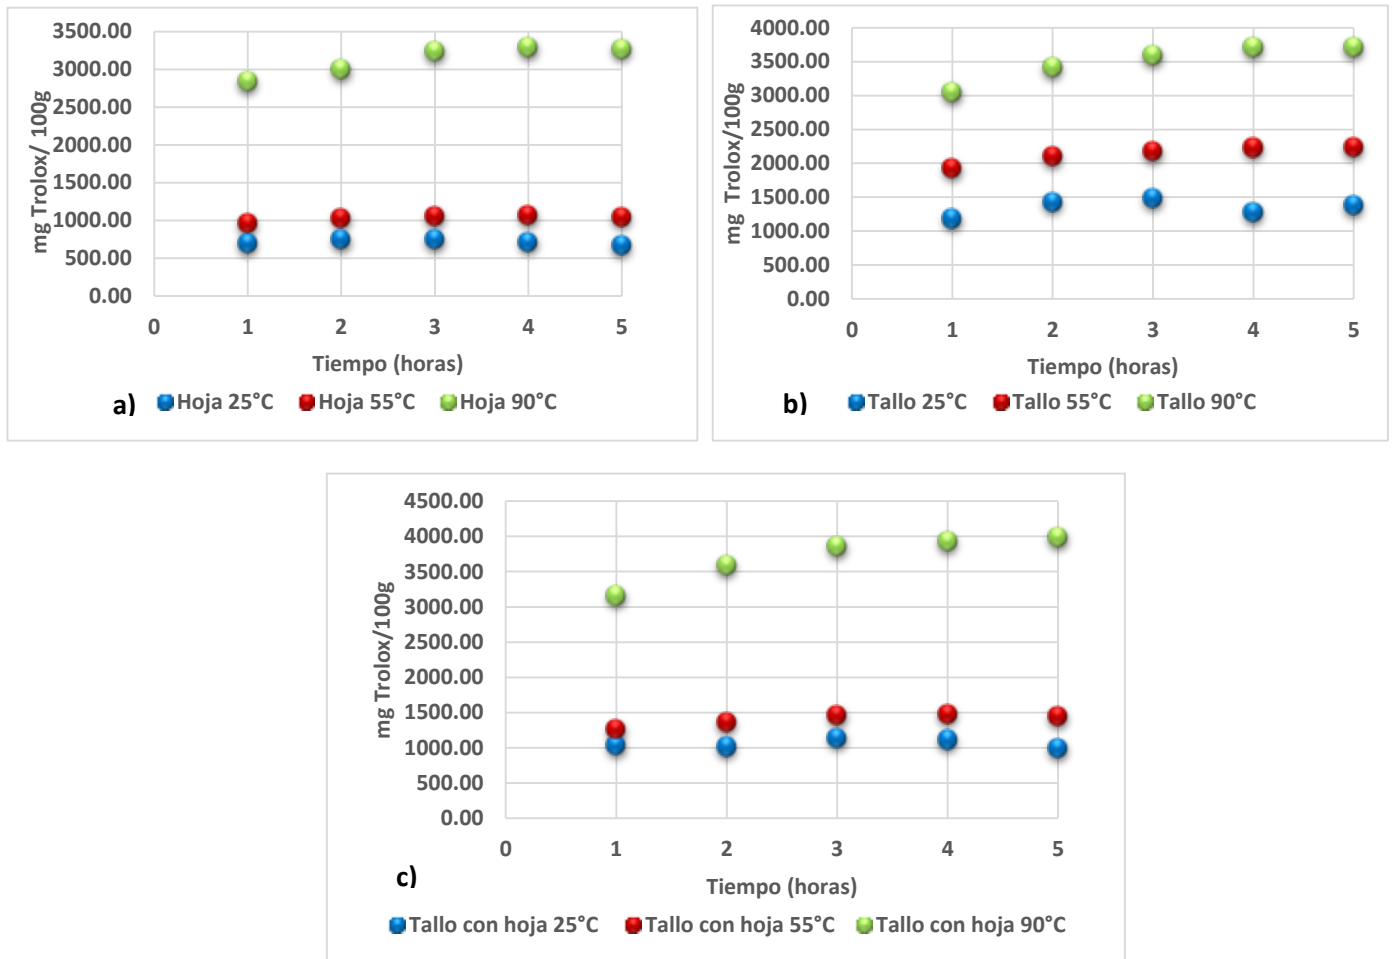 3500.00
3000.00
2500.00
2000.00
1500.00
1000.00
500.00
0.00
mg Trolox/ 100g
0 1 2 3 4 5
Tiempo (horas)
a) Hoja 25°C Hoja 55°C Hoja 90°C
4000.00
3500.00
3000.00
2500.00
2000.00
1500.00
1000.00
500.00
0.00
mg Trolox/100g
0 1 2 3 4 5
Tiempo (horas)
b) Tallo 25°C Tallo 55°C Tallo 90°C
4500.00
4000.00
3500.00
3000.00
2500.00
2000.00
1500.00
1000.00
500.00
0.00
mg Trolox/100g
0 1 2 3 4 5
c)
Tiempo (horas)
Tallo con hoja 25°C Tallo con hoja 55°C Tallo con hoja 90°C